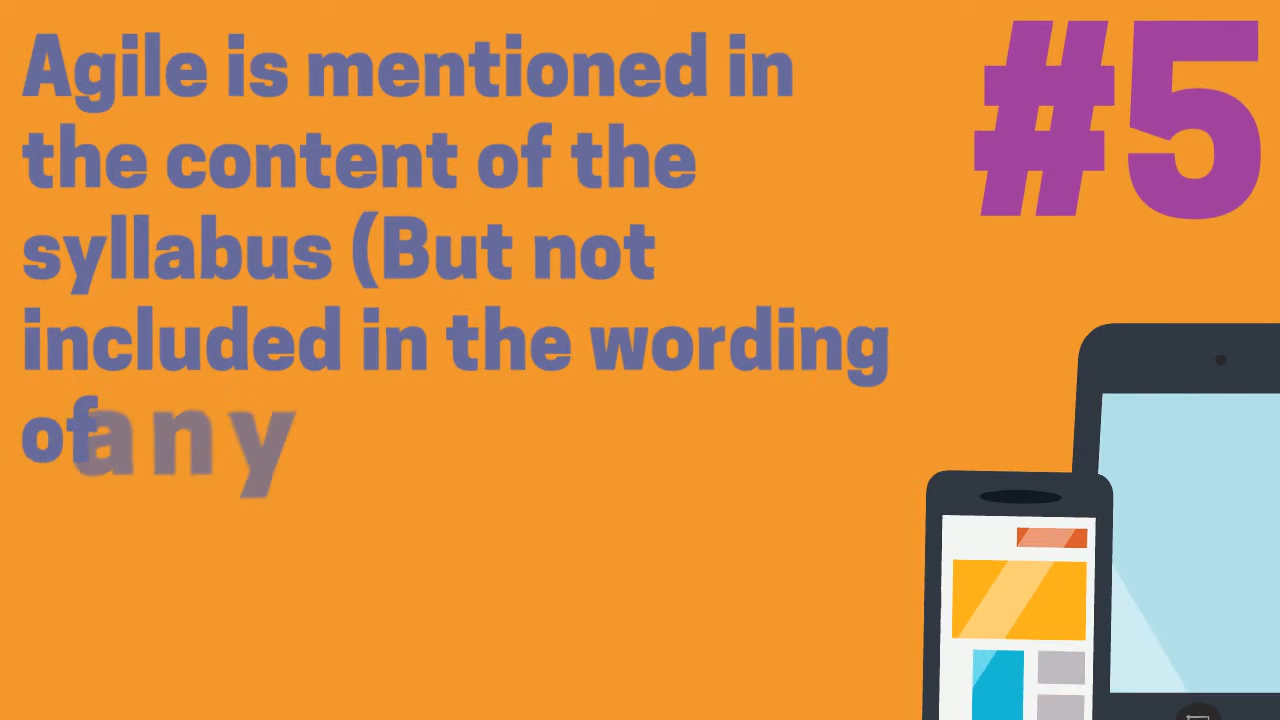 Agile is mentioned in
the content of the
syllabus (But not
included in the wording
of any
#5